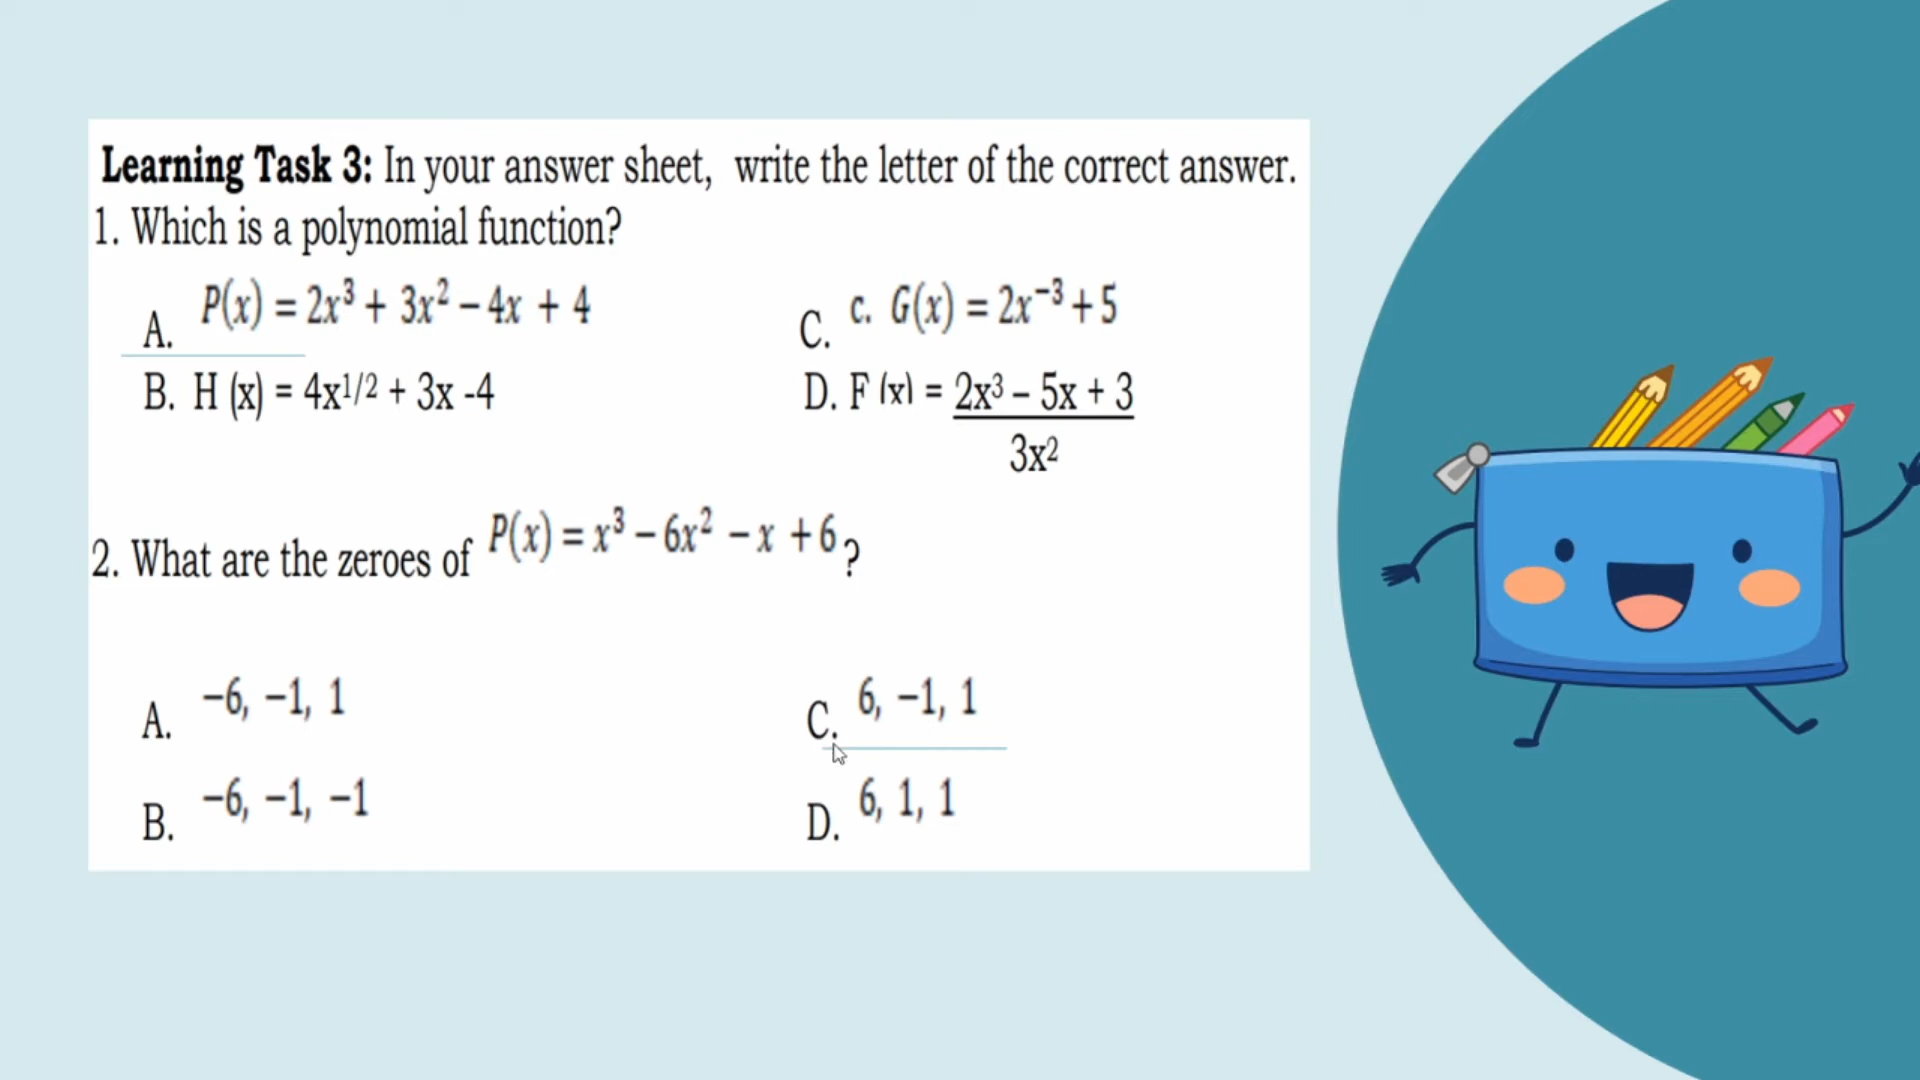 Learning Task 3: In your answer sheet, write the letter of the correct answer.
1. Which is a polynomial function?
A. P(x) = 2x³ + 3x² – 4x + 4
C. c. G(x) = 2x⁻³ + 5
B. H (x) = 4x¹/² + 3x -4
D. F (x) = 2x³ – 5x + 3
3x²
2. What are the zeroes of P(x) = x³ – 6x² – x + 6 ?
A. –6, –1, 1
C. 6, –1, 1
B. –6, –1, –1
D. 6, 1, 1